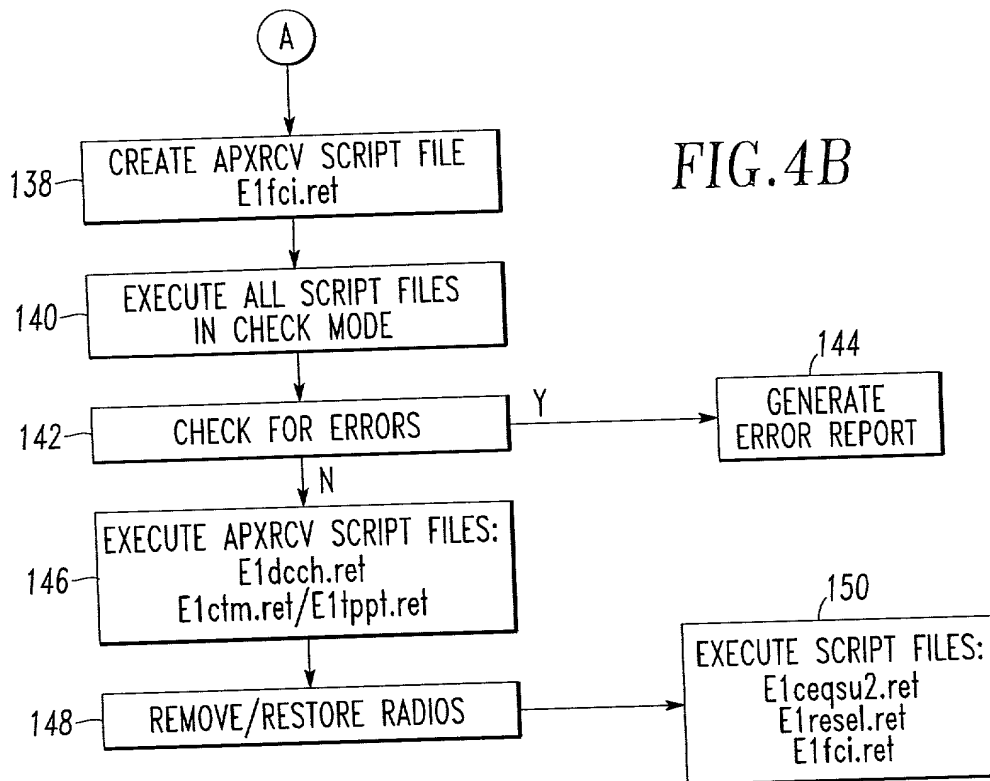 A
FIG.4B
138
CREATE APXRCV SCRIPT FILE
E1fci.ret
140
EXECUTE ALL SCRIPT FILES
IN CHECK MODE
142
CHECK FOR ERRORS
Y
144
GENERATE
ERROR REPORT
N
146
EXECUTE APXRCV SCRIPT FILES:
E1dcch.ret
E1ctm.ret/E1tppt.ret
148
REMOVE/RESTORE RADIOS
150
EXECUTE SCRIPT FILES:
E1ceqsu2.ret
E1resel.ret
E1fci.ret